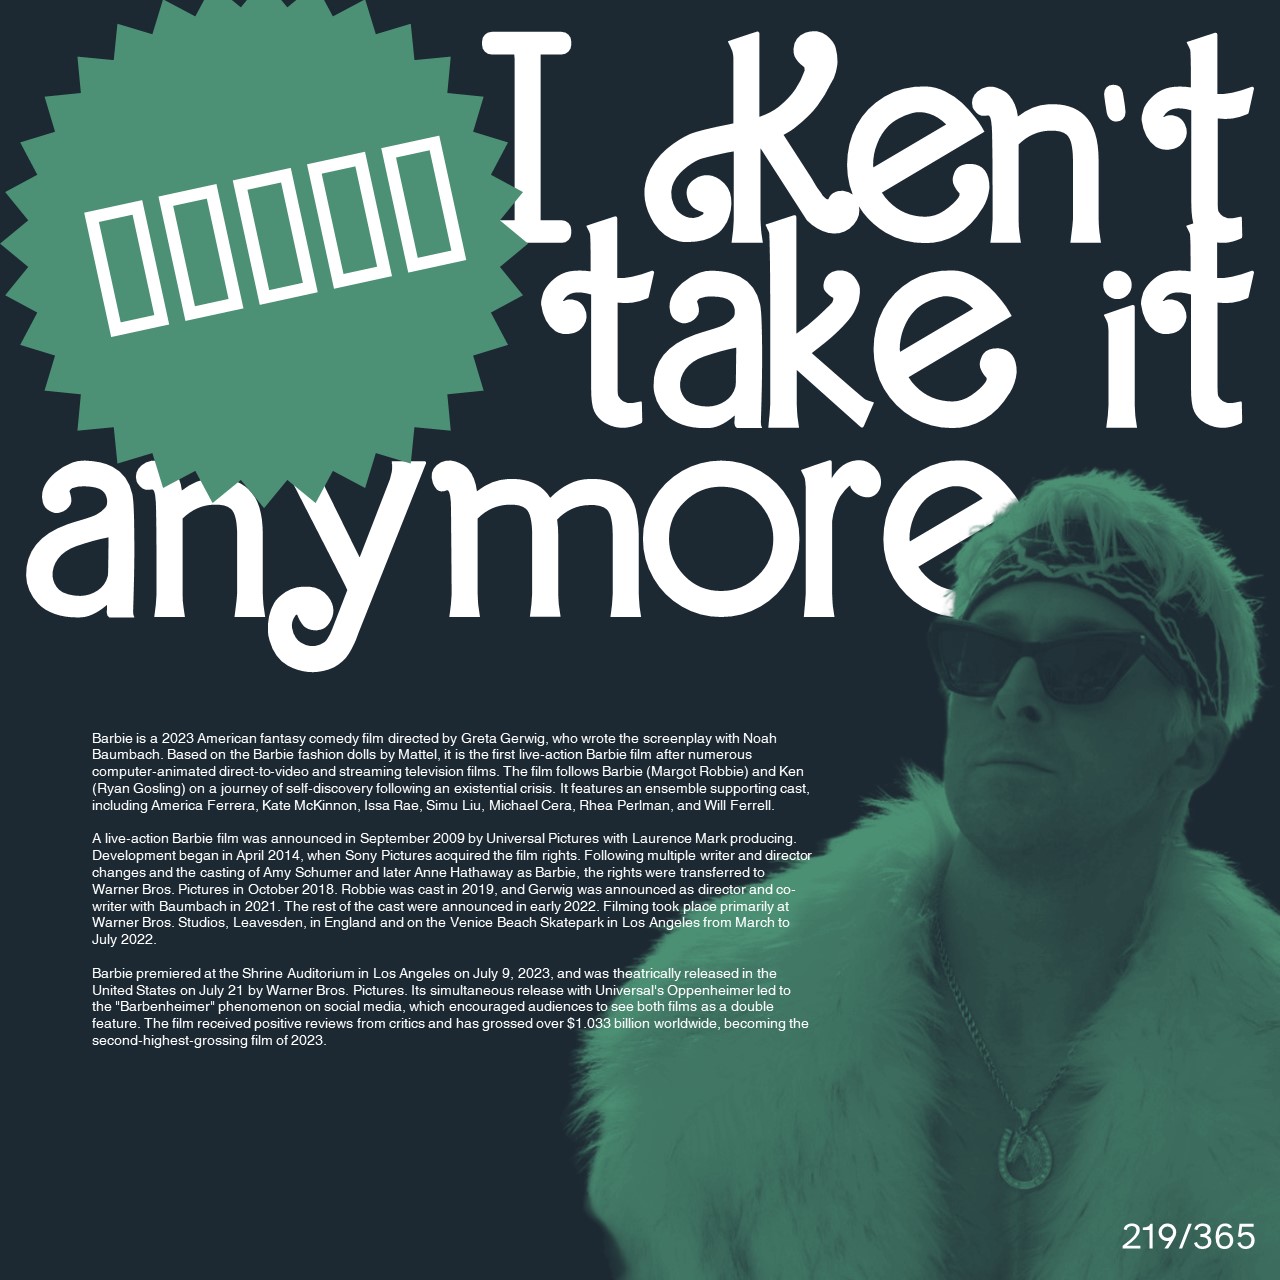 I Ken't
take it
anymore
Barbie is a 2023 American fantasy comedy film directed by Greta Gerwig, who wrote the screenplay with Noah
Baumbach. Based on the Barbie fashion dolls by Mattel, it is the first live-action Barbie film after numerous
computer-animated direct-to-video and streaming television films. The film follows Barbie (Margot Robbie) and Ken
(Ryan Gosling) on a journey of self-discovery following an existential crisis. It features an ensemble supporting cast,
including America Ferrera, Kate McKinnon, Issa Rae, Simu Liu, Michael Cera, Rhea Perlman, and Will Ferrell.
A live-action Barbie film was announced in September 2009 by Universal Pictures with Laurence Mark producing.
Development began in April 2014, when Sony Pictures acquired the film rights. Following multiple writer and director
changes and the casting of Amy Schumer and later Anne Hathaway as Barbie, the rights were transferred to
Warner Bros. Pictures in October 2018. Robbie was cast in 2019, and Gerwig was announced as director and co-
writer with Baumbach in 2021. The rest of the cast were announced in early 2022. Filming took place primarily at
Warner Bros. Studios, Leavesden, in England and on the Venice Beach Skatepark in Los Angeles from March to
July 2022.
Barbie premiered at the Shrine Auditorium in Los Angeles on July 9, 2023, and was theatrically released in the
United States on July 21 by Warner Bros. Pictures. Its simultaneous release with Universal's Oppenheimer led to
the "Barbenheimer" phenomenon on social media, which encouraged audiences to see both films as a double
feature. The film received positive reviews from critics and has grossed over $1.033 billion worldwide, becoming the
second-highest-grossing film of 2023.
219/365